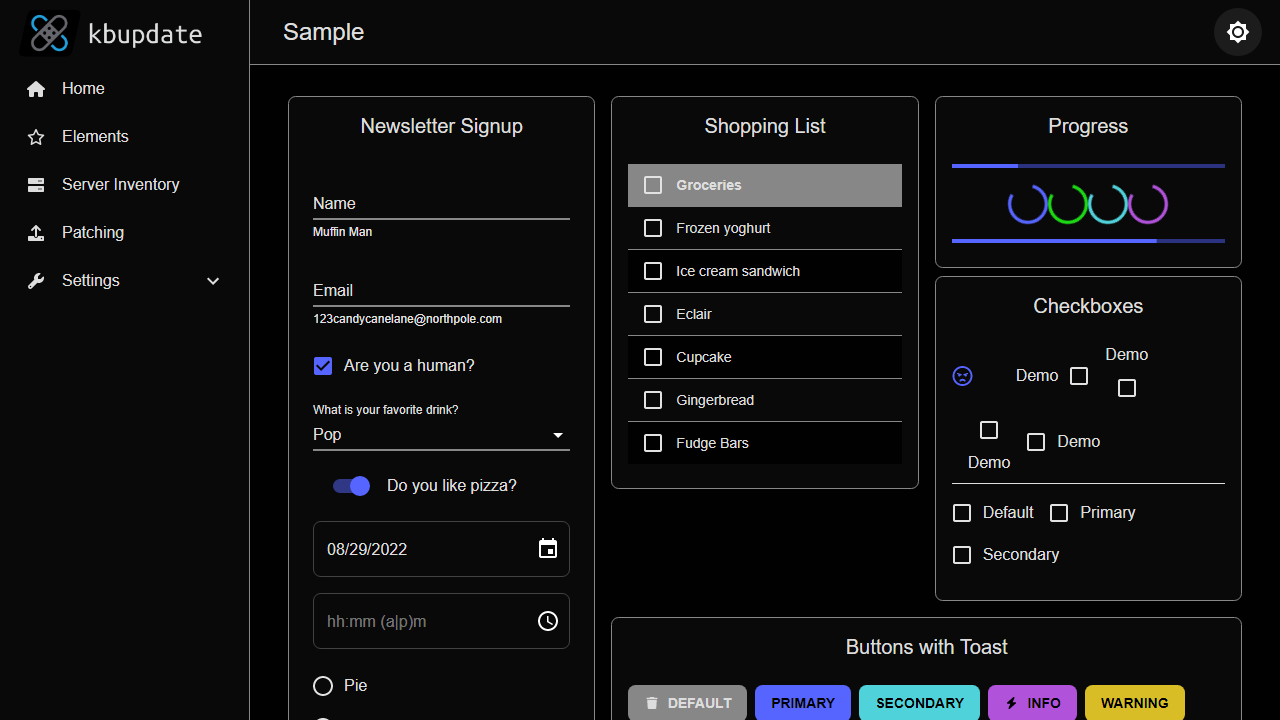 kbupdate
Sample
Home
Elements
Server Inventory
Patching
Settings
Newsletter Signup
Name
Muffin Man
Email
123candycanelane@northpole.com
Are you a human?
What is your favorite drink?
Pop
Do you like pizza?
08/29/2022
hh:mm (a|p)m
Pie
Shopping List
Groceries
Frozen yoghurt
Ice cream sandwich
Eclair
Cupcake
Gingerbread
Fudge Bars
Progress
Checkboxes
Demo
Demo
Demo
Demo
Default
Primary
Secondary
Buttons with Toast
DEFAULT
PRIMARY
SECONDARY
INFO
WARNING